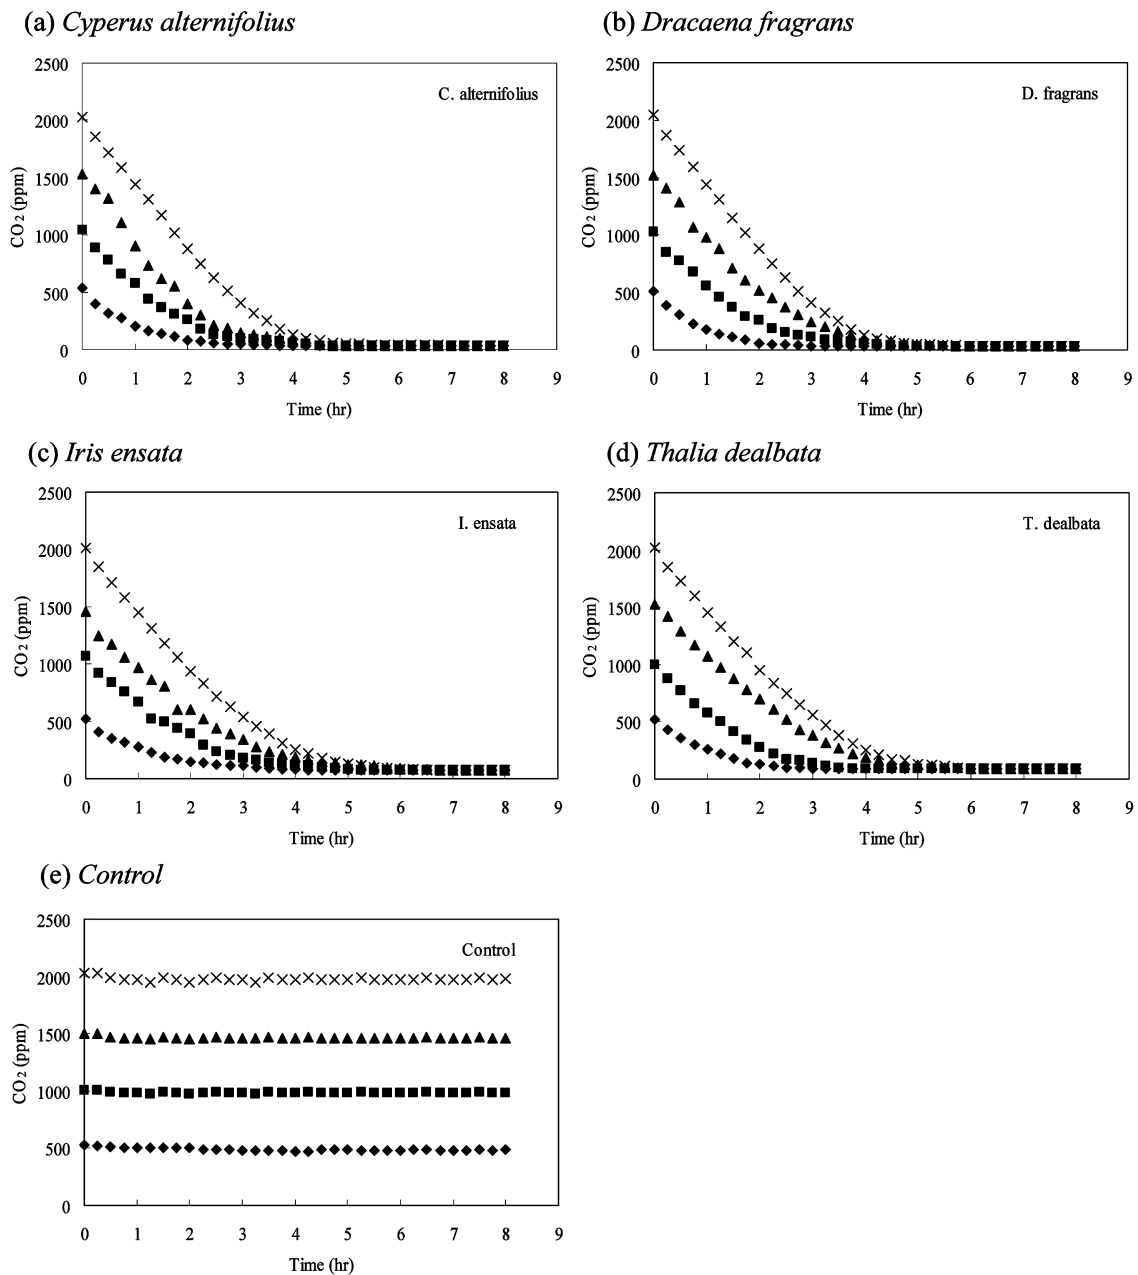 (a) Cyperus alternifolius
2500
2000
1500
1000
500
0
CO2 (ppm)
C. alternifolius
0 1 2 3 4 5 6 7 8 9
Time (hr)
(b) Dracaena fragrans
2500
2000
1500
1000
500
0
CO2 (ppm)
D. fragrans
0 1 2 3 4 5 6 7 8 9
Time (hr)
(c) Iris ensata
2500
2000
1500
1000
500
0
CO2 (ppm)
I. ensata
0 1 2 3 4 5 6 7 8 9
Time (hr)
(d) Thalia dealbata
2500
2000
1500
1000
500
0
CO2 (ppm)
T. dealbata
0 1 2 3 4 5 6 7 8 9
Time (hr)
(e) Control
2500
2000
1500
1000
500
0
CO2 (ppm)
Control
0 1 2 3 4 5 6 7 8 9
Time (hr)